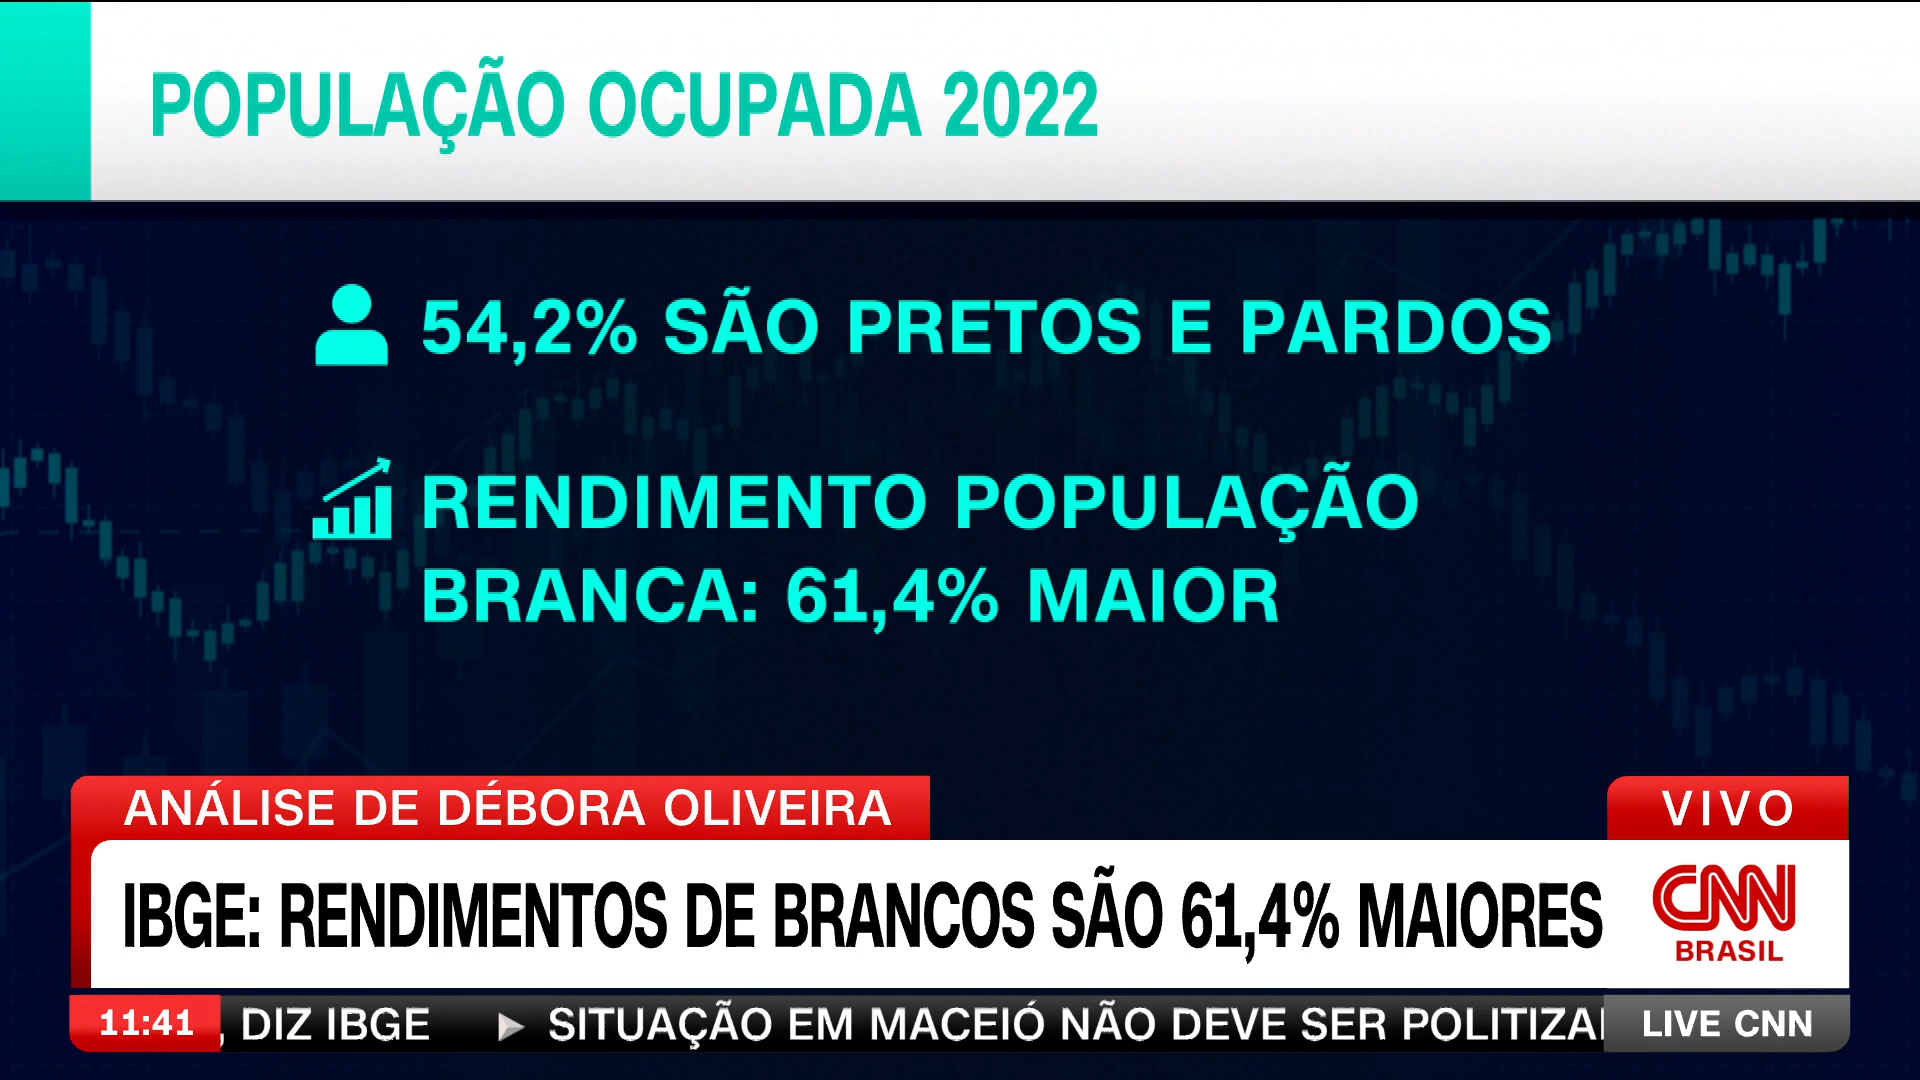 POPULAÇÃO OCUPADA 2022
54,2% SÃO PRETOS E PARDOS
RENDIMENTO POPULAÇÃO
BRANCA: 61,4% MAIOR
ANÁLISE DE DÉBORA OLIVEIRA
VIVO
IBGE: RENDIMENTOS DE BRANCOS SÃO 61,4% MAIORES
CNN
BRASIL
11:41
, DIZ IBGE
SITUAÇÃO EM MACEIÓ NÃO DEVE SER
LIVE CNN